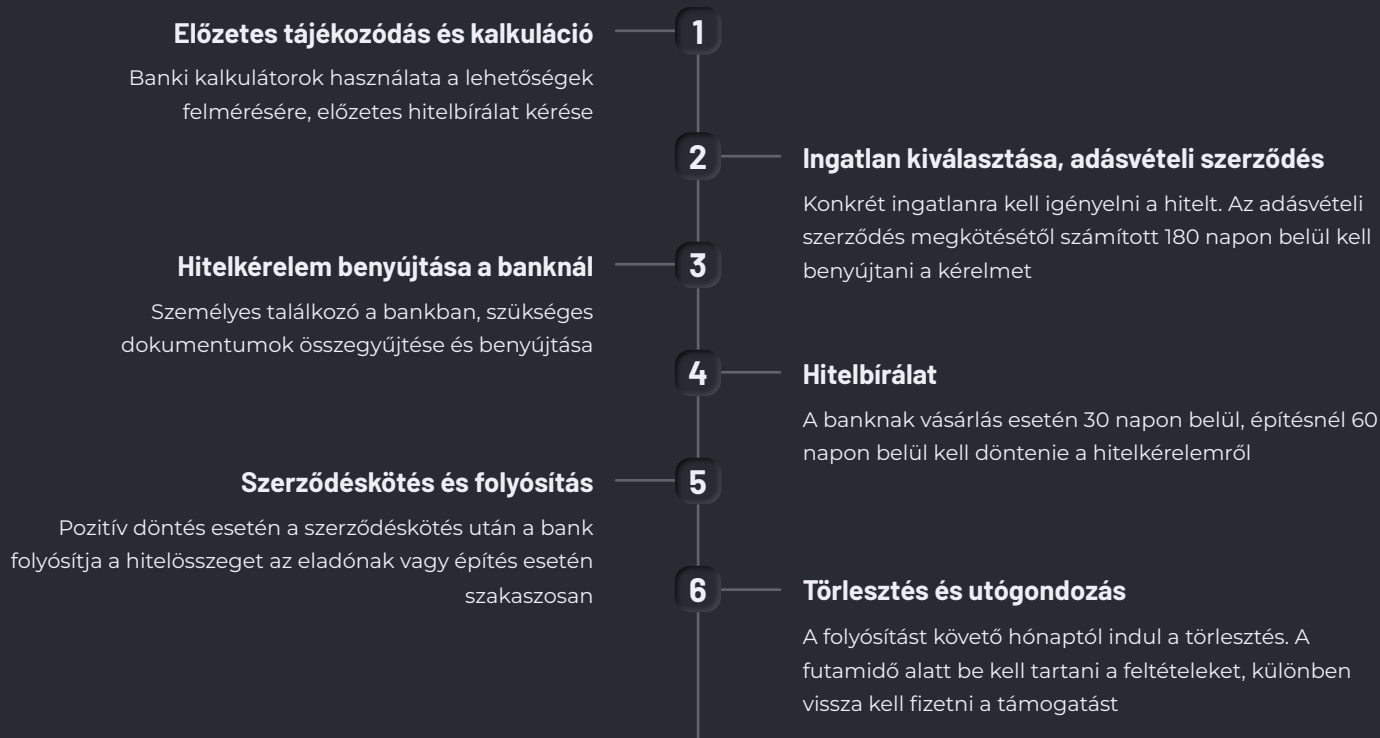 1
Előzetes tájékozódás és kalkuláció
Banki kalkulátorok használata a lehetőségek
felmérésére, előzetes hitelbírálat kérése
2
Ingatlan kiválasztása, adásvételi szerződés
Konkrét ingatlanra kell igényelni a hitelt. Az adásvételi
szerződés megkötésétől számított 180 napon belül kell
benyújtani a kérelmet
3
Hitelkérelem benyújtása a banknál
Személyes találkozó a bankban, szükséges
dokumentumok összegyűjtése és benyújtása
4
Hitelbírálat
A banknak vásárlás esetén 30 napon belül, építésnél 60
napon belül kell döntenie a hitelkérelemről
5
Szerződéskötés és folyósítás
Pozitív döntés esetén a szerződéskötés után a bank
folyósítja a hitelösszeget az eladónak vagy építés esetén
szakaszosan
6
Törlesztés és utógondozás
A folyósítást követő hónaptól indul a törlesztés. A
futamidő alatt be kell tartani a feltételeket, különben
vissza kell fizetni a támogatást